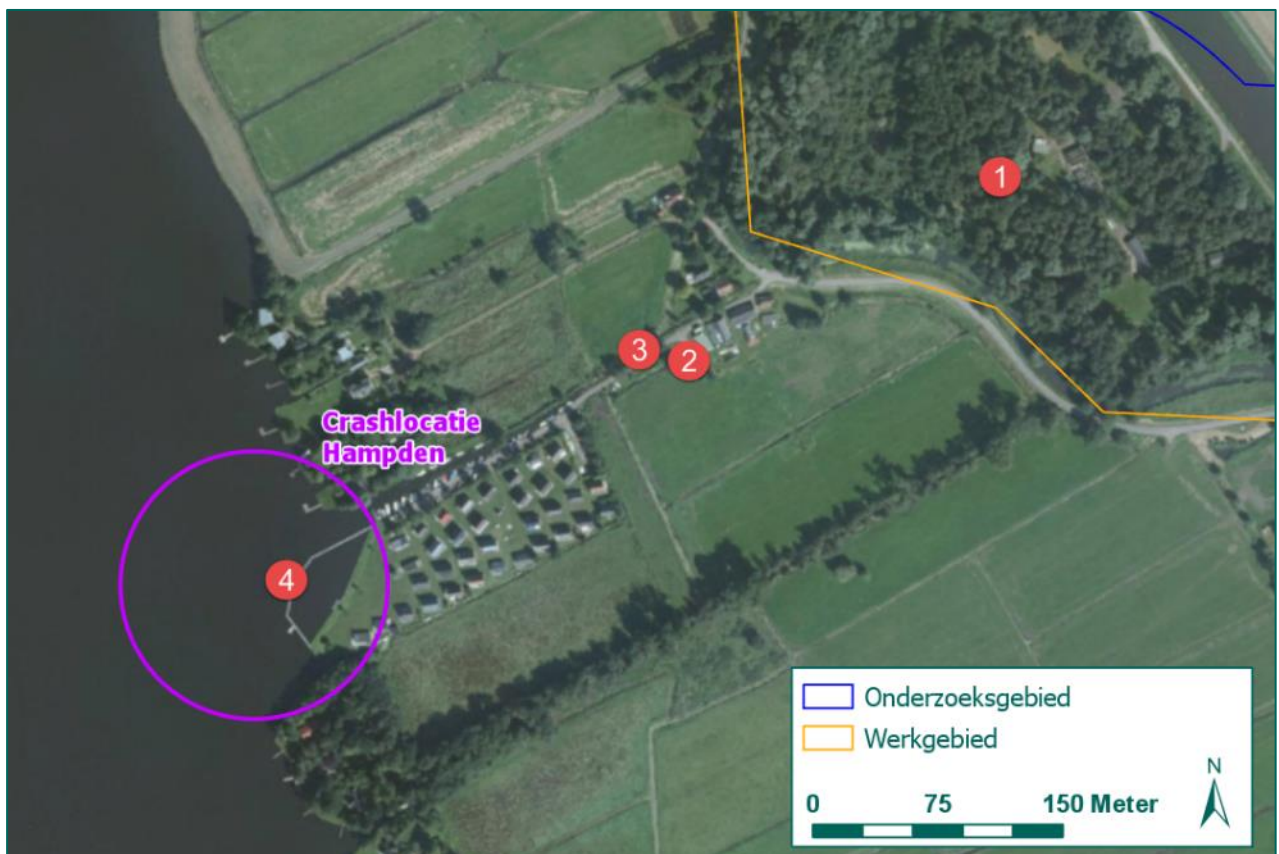 1
3
2
Crashlocatie
Hampden
4
Onderzoeksgebied
Werkgebied
N
0 75 150 Meter